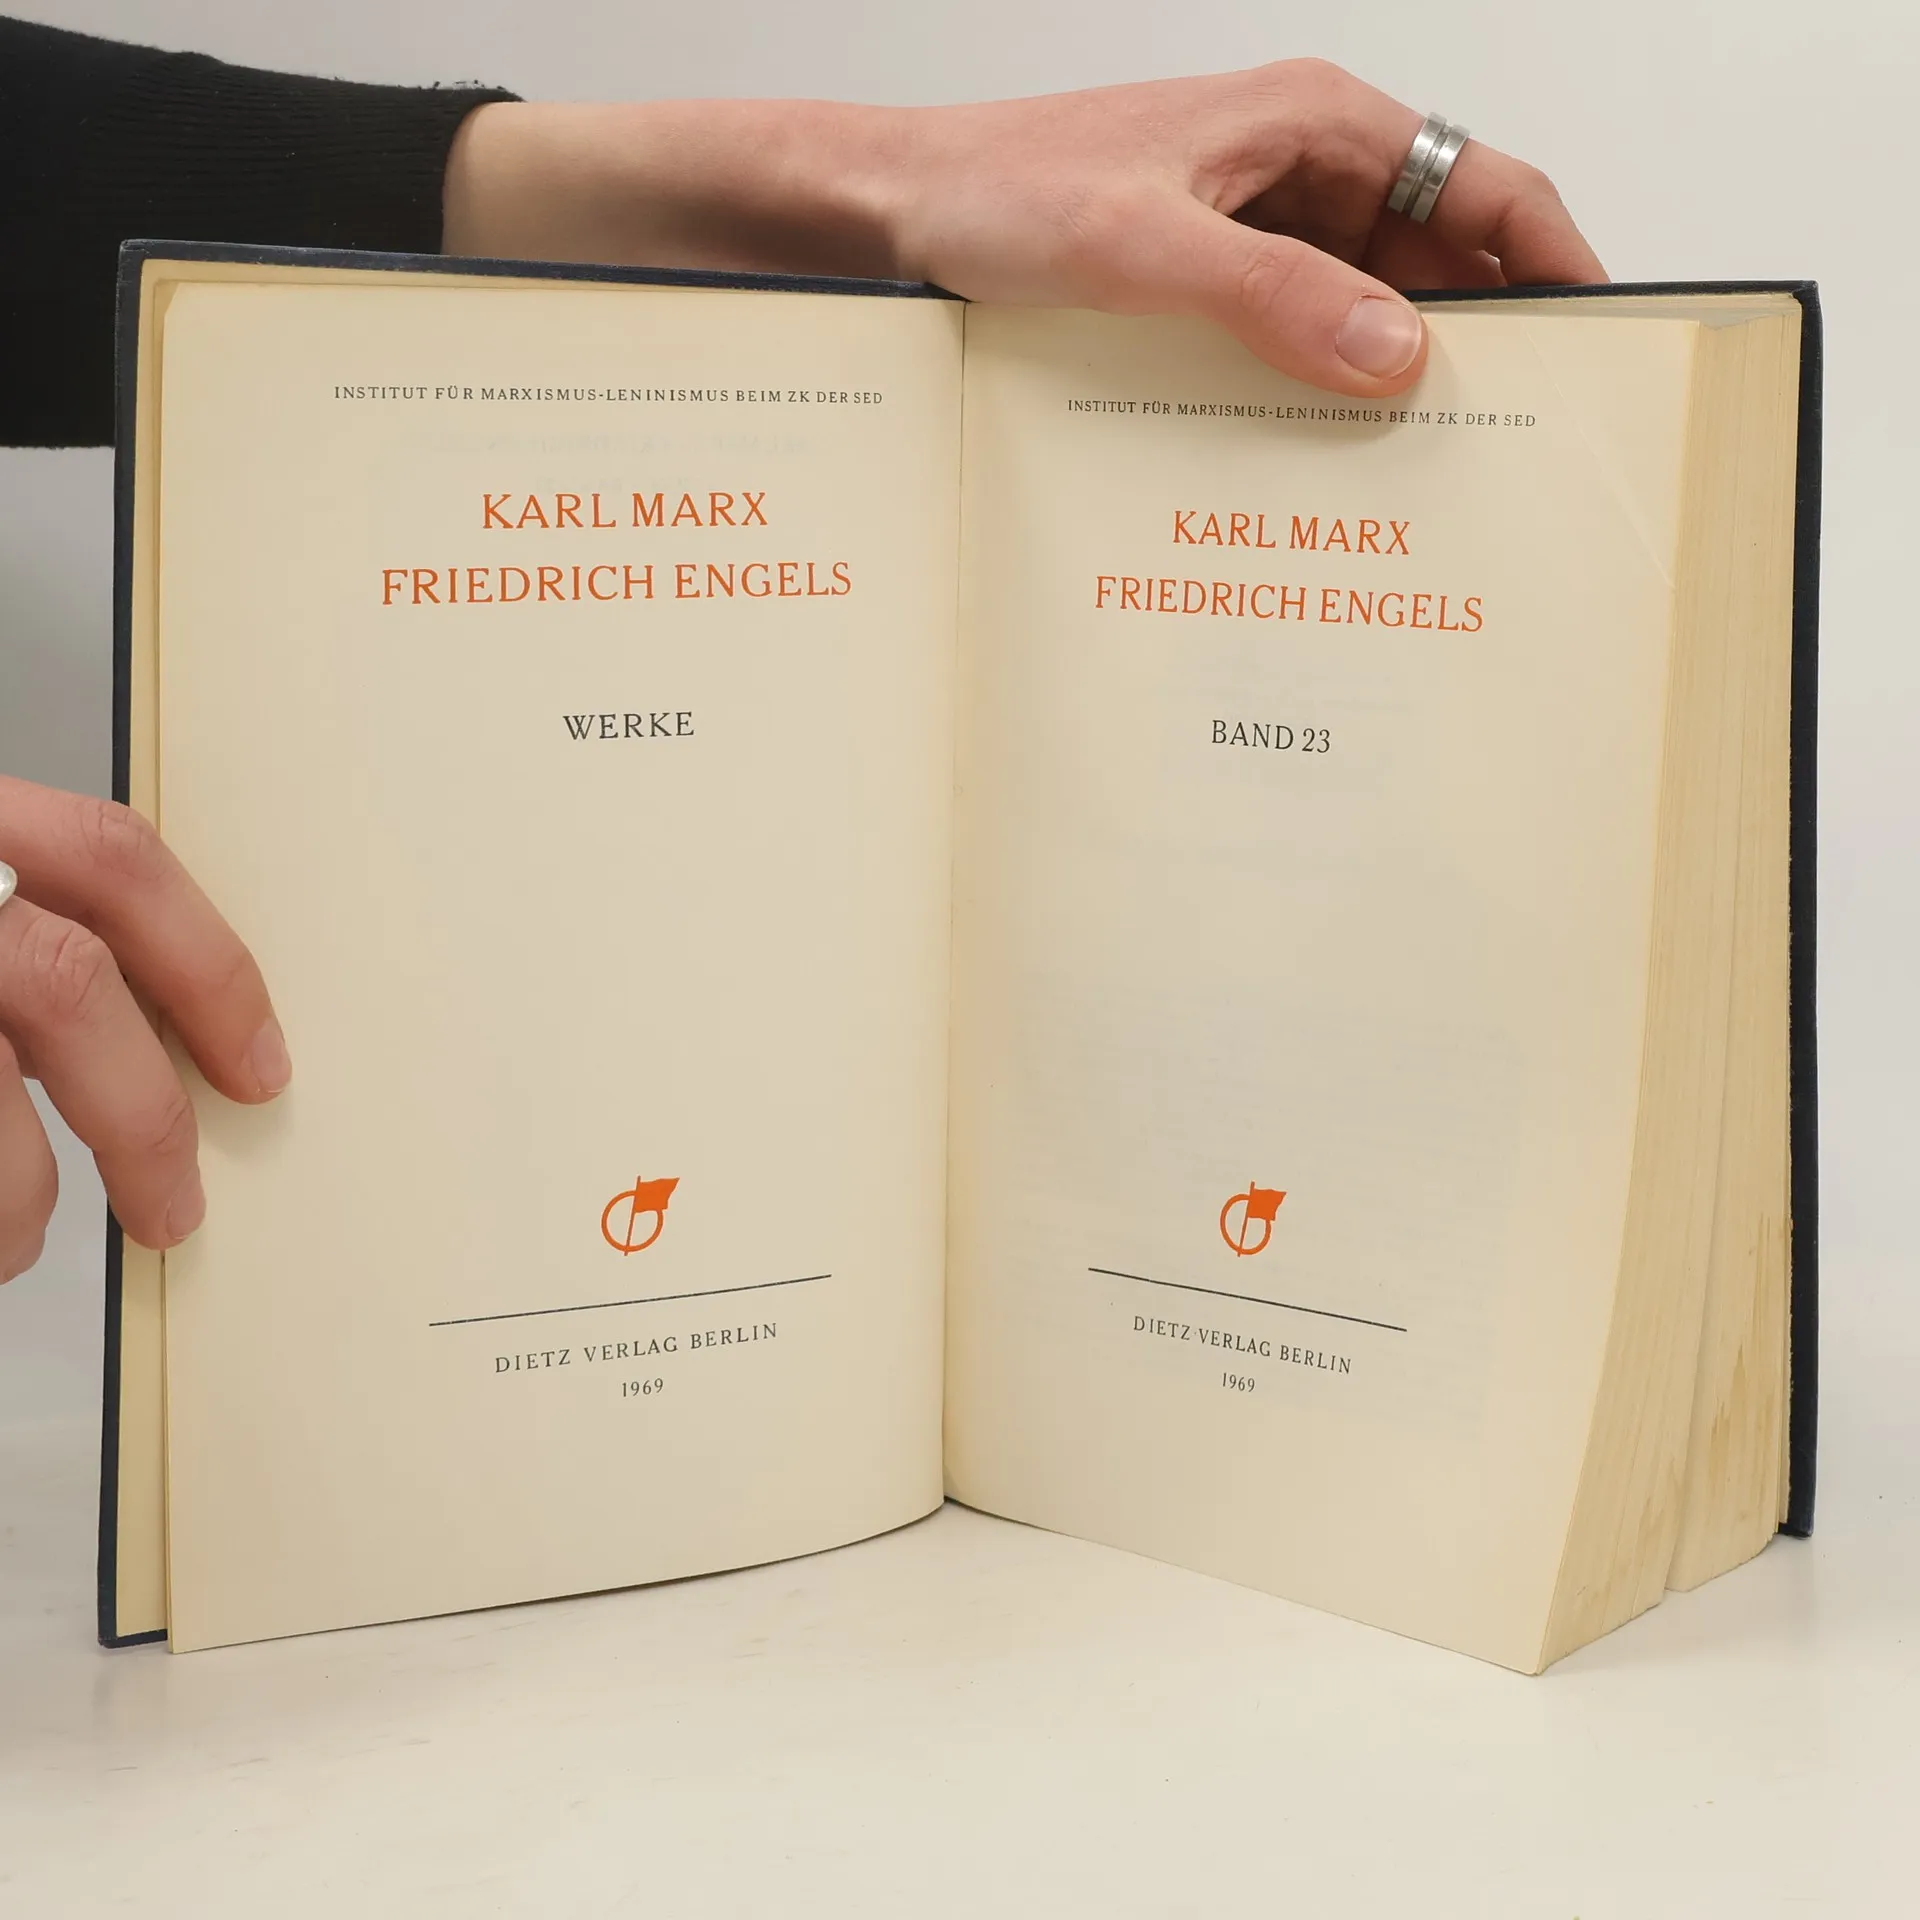 INSTITUT FÜR MARXISMUS-LENINISMUS BEIM ZK DER SED
KARL MARX
FRIEDRICH ENGELS
WERKE
DIETZ VERLAG BERLIN
1969
INSTITUT FÜR MARXISMUS-LENINISMUS BEIM ZK DER SED
KARL MARX
FRIEDRICH ENGELS
BAND 23
DIETZ VERLAG BERLIN
1969